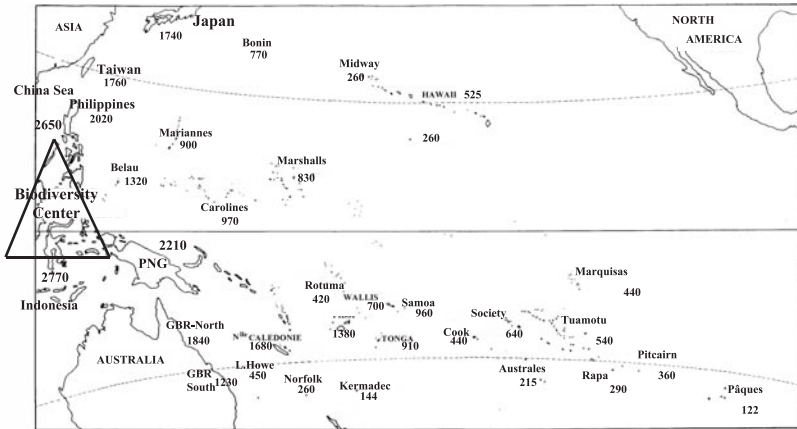 ASIA
Japan
1740
Bonin
770
NORTH
AMERICA
Taiwan
1760
Midway
260
HAWAII 525
China Sea
Philippines
2020
2650
Mariannes
900
260
Belau
1320
Marshalls
830
Biodiversity
Center
Carolines
970
2210
PNG
2770
Indonesia
Rotuma
420
WALLIS
700
Samoa
960
Marquisas
440
GBR-North
1840
Nlle CALEDONIE
1680
1380
TONGA
910
Cook
440
Society
640
Tuamotu
540
AUSTRALIA
GBR
South
1230
L.Howe
450
Norfolk
260
Kermadec
144
Australes
215
Rapa
290
Pitcairn
360
Pâques
122